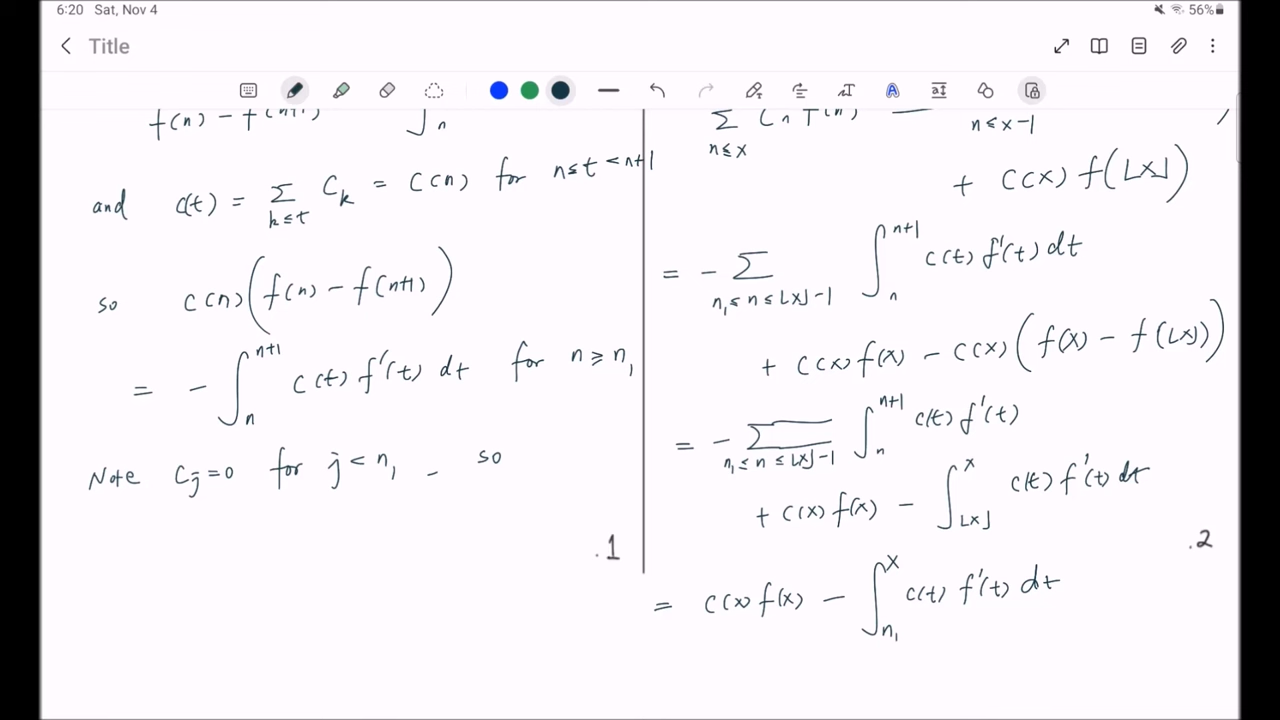 6:20 Sat, Nov 4
56%
Title
f(n) - f(n+1) ∫_n
and c(t) = Σ_{k≤t} C_k = C(n) for n≤t<n+1
so C(n)(f(n) - f(n+1))
= - ∫_n^{n+1} C(t) f'(t) dt for n ≥ n₁
Note C_j=0 for j < n₁ - so
.1
Σ_{n≤x} C_n f(n) n≤x-1
+ C(x) f(⌊x⌋)
= - Σ_{n₁≤n≤⌊x⌋-1} ∫_n^{n+1} C(t) f'(t) dt
+ C(x) f(x) - C(x)(f(x) - f(⌊x⌋))
= - Σ_{n₁≤n≤⌊x⌋-1} ∫_n^{n+1} C(t) f'(t)
+ C(x) f(x) - ∫_{⌊x⌋}^x C(t) f'(t) dt
.2
= C(x) f(x) - ∫_{n₁}^x C(t) f'(t) dt